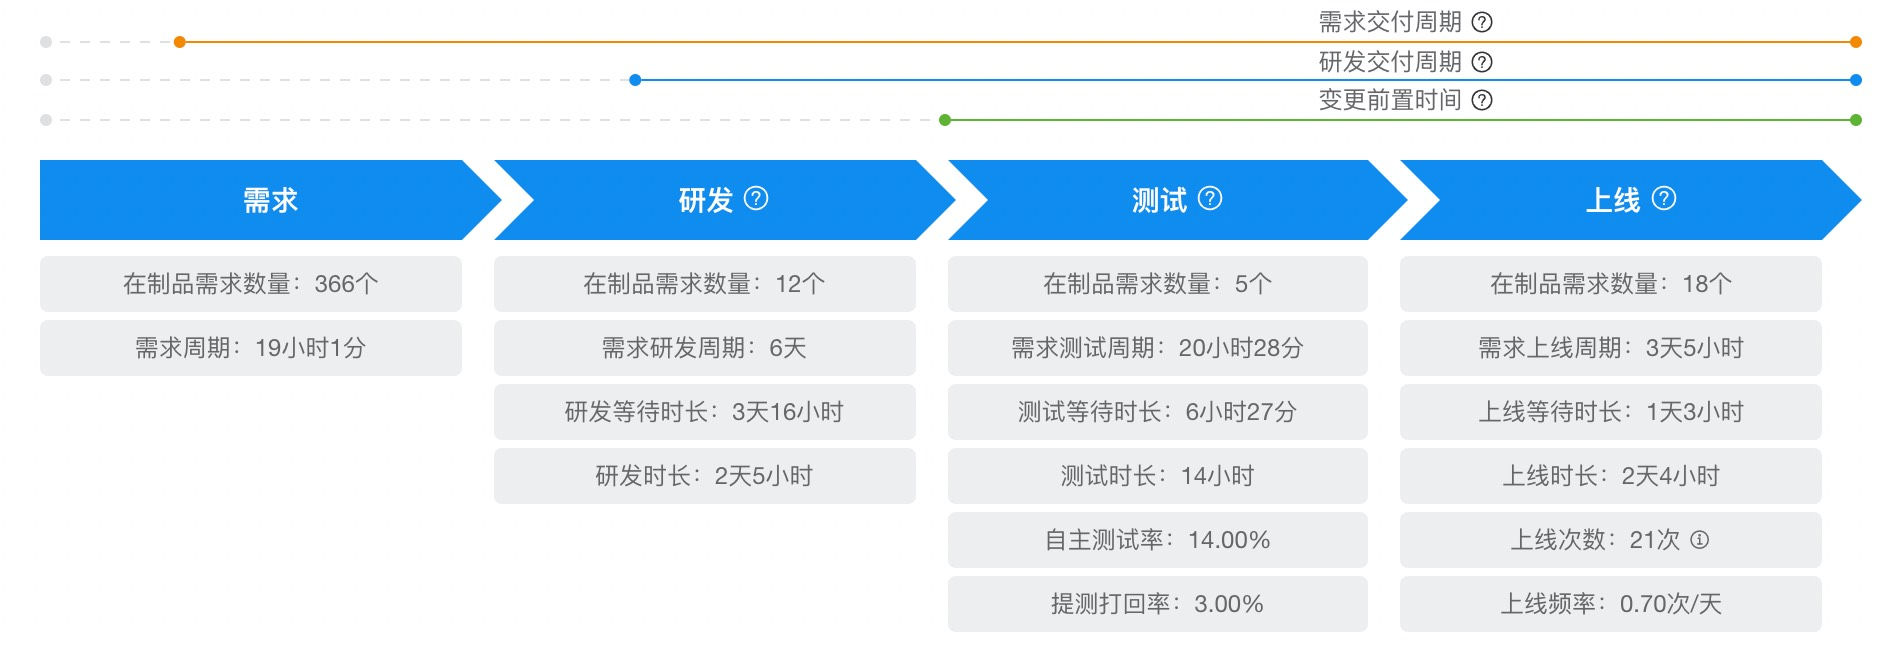 需求交付周期
研发交付周期
变更前置时间
需求
研发
测试
上线
在制品需求数量：366个
需求周期：19小时1分
在制品需求数量：12个
需求研发周期：6天
研发等待时长：3天16小时
研发时长：2天5小时
在制品需求数量：5个
需求测试周期：20小时28分
测试等待时长：6小时27分
测试时长：14小时
自主测试率：14.00%
提测打回率：3.00%
在制品需求数量：18个
需求上线周期：3天5小时
上线等待时长：1天3小时
上线时长：2天4小时
上线次数：21次
上线频率：0.70次/天